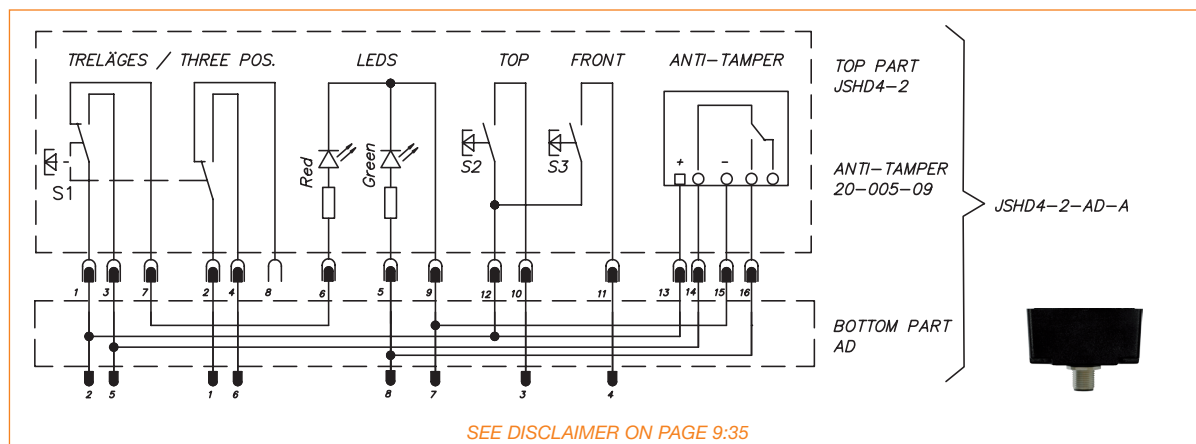 TRELÄGES / THREE POS. LEDS TOP FRONT ANTI-TAMPER
TOP PART
JSHD4-2
Red Green
S1 S2 S3
+ -
ANTI-TAMPER
20-005-09
JSHD4-2-AD-A
1 3 7 2 4 8 6 5 9 12 10 11 13 14 15 16
BOTTOM PART
AD
2 5 1 6 8 7 3 4
SEE DISCLAIMER ON PAGE 9:35